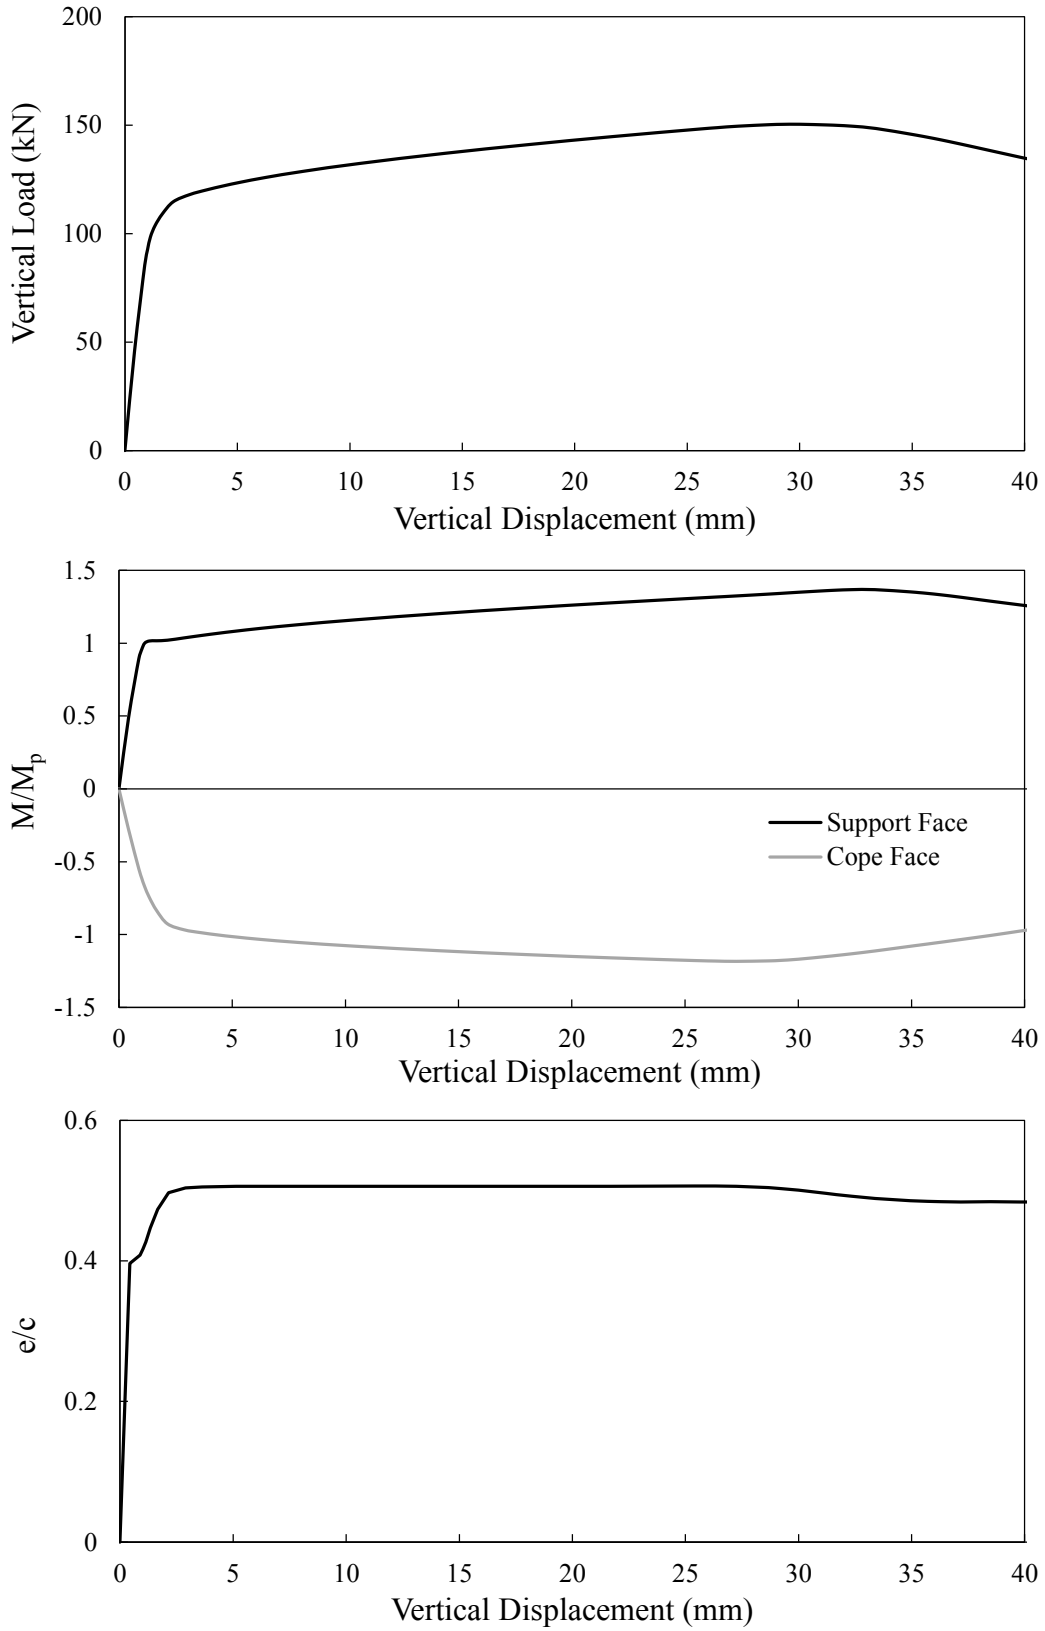 200
150
100
50
0
Vertical Load (kN)
0 5 10 15 20 25 30 35 40
Vertical Displacement (mm)
1.5
1
0.5
0
-0.5
-1
-1.5
M/Mp
Support Face
Cope Face
0 5 10 15 20 25 30 35 40
Vertical Displacement (mm)
0.6
0.4
0.2
0
e/c
0 5 10 15 20 25 30 35 40
Vertical Displacement (mm)